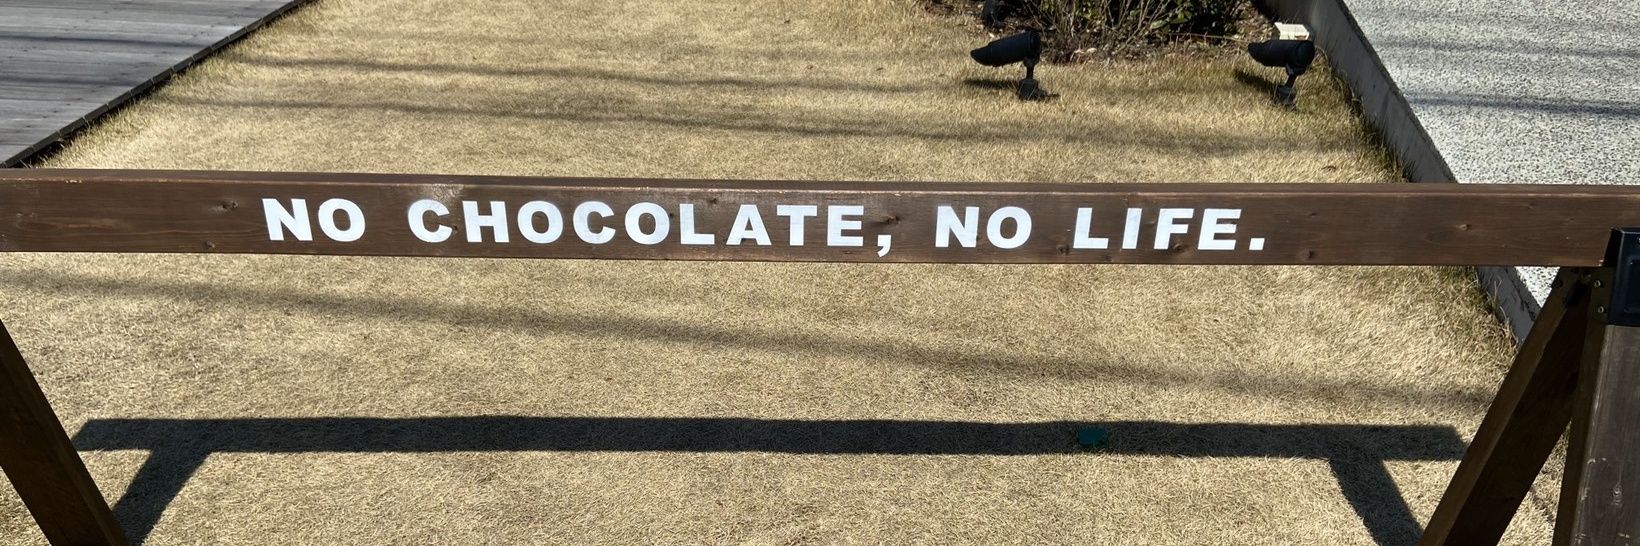 NO CHOCOLATE, NO LIFE.